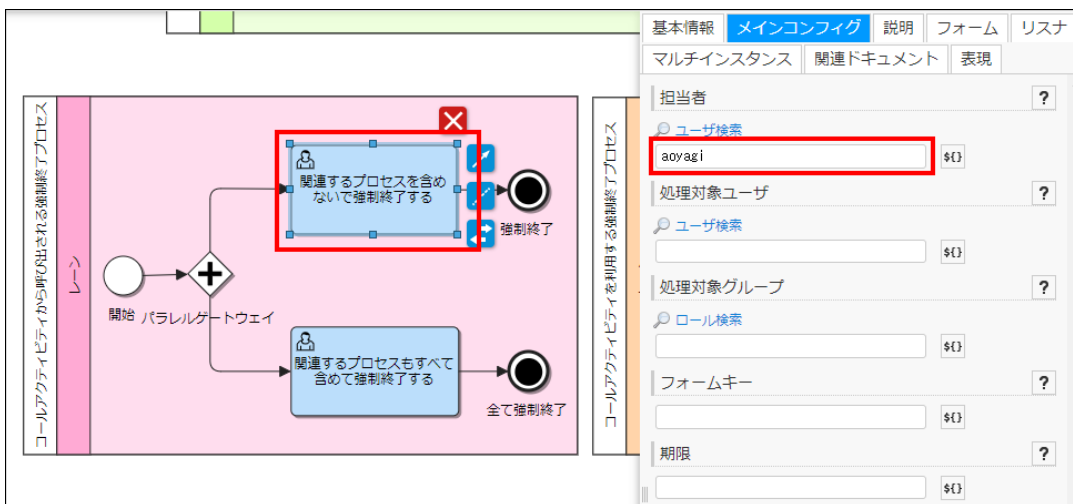 基本情報 メインコンフィグ 説明 フォーム リスナ
マルチインスタンス 関連ドキュメント 表現
担当者 ?
ユーザ検索
aoyagi ${}
処理対象ユーザ ?
ユーザ検索
${}
処理対象グループ ?
ロール検索
${}
フォームキー ?
${}
期限 ?
${}
コールアクティビティから呼び出される強制終了プロセス
レーン
開始
パラレルゲートウェイ
関連するプロセスを含め
ないで強制終了する
強制終了
関連するプロセスもすべて
含めて強制終了する
全て強制終了
コールアクティビティを利用する強制終了プロセス